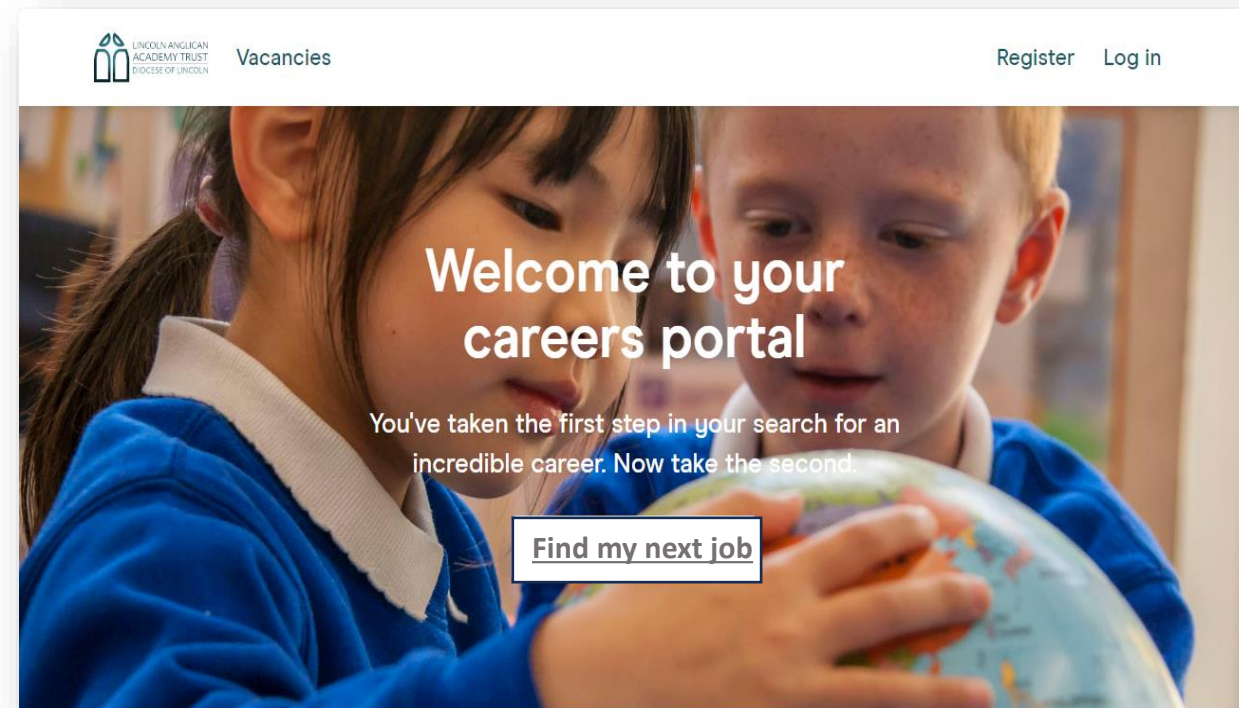 LINCOLN ANGLICAN
ACADEMY TRUST
DIOCESE OF LINCOLN
Vacancies
Register
Log in
Welcome to your
careers portal
You've taken the first step in your search for an
incredible career. Now take the second.
Find my next job